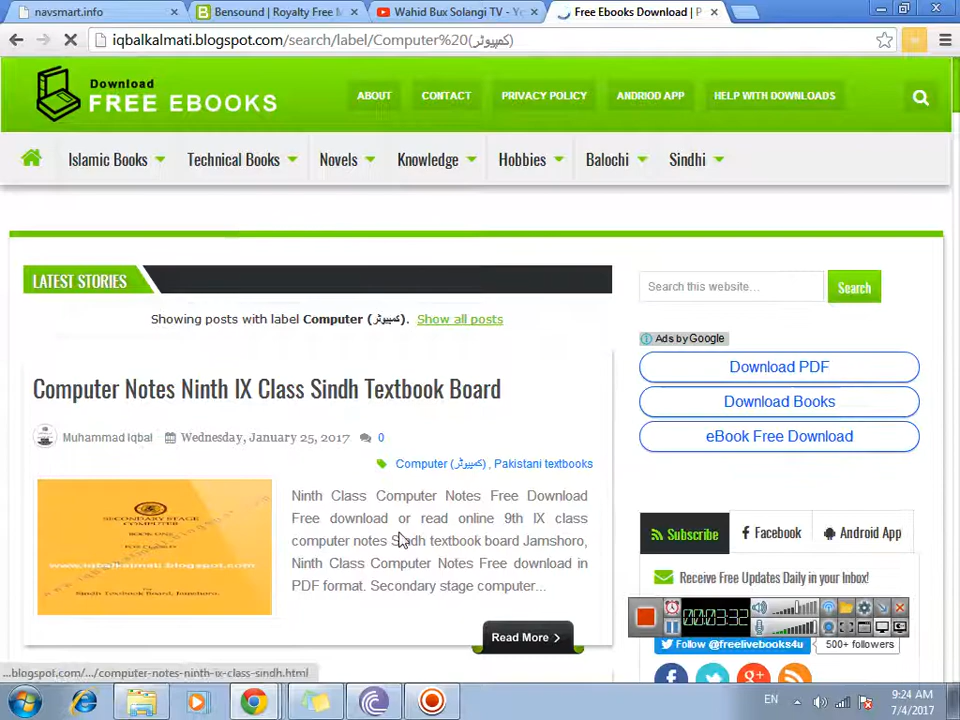 navsmart.info
Bensound | Royalty Free M
Wahid Bux Solangi TV - Yo
Free Ebooks Download | P
iqbalkalmati.blogspot.com/search/label/Computer%20(کمپیوٹر)
Download
FREE EBOOKS
ABOUT
CONTACT
PRIVACY POLICY
ANDRIOD APP
HELP WITH DOWNLOADS
Islamic Books
Technical Books
Novels
Knowledge
Hobbies
Balochi
Sindhi
LATEST STORIES
Search this website...
Search
Showing posts with label Computer (کمپیوٹر). Show all posts
Ads by Google
Download PDF
Download Books
eBook Free Download
Computer Notes Ninth IX Class Sindh Textbook Board
Muhammad Iqbal
Wednesday, January 25, 2017
0
Computer (کمپیوٹر), Pakistani textbooks
SECONDARY STAGE
COMPUTER
BOOK ONE
www.iqbalkalmati.blogspot.com
Sindh Textbook Board, Jamshoro.
Ninth Class Computer Notes Free Download
Free download or read online 9th IX class
computer notes Sindh textbook board Jamshoro,
Ninth Class Computer Notes Free download in
PDF format. Secondary stage computer...
Read More
Subscribe
Facebook
Android App
Receive Free Updates Daily in your Inbox!
00:03:32
Follow @freelivebooks4u
500+ followers
...blogspot.com/.../computer-notes-ninth-ix-class-sindh.html
EN
9:24 AM
7/4/2017